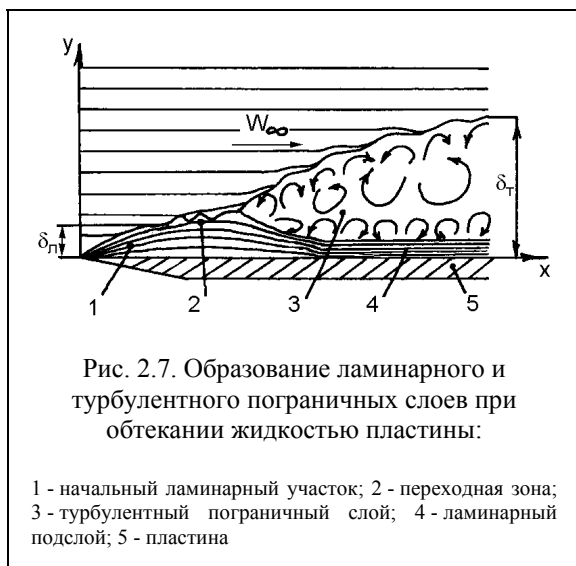 y
W∞
δт
δл
x
1 2 3 4 5
Рис. 2.7. Образование ламинарного и
турбулентного пограничных слоев при
обтекании жидкостью пластины:
1 - начальный ламинарный участок; 2 - переходная зона;
3 - турбулентный пограничный слой; 4 - ламинарный
подслой; 5 - пластина